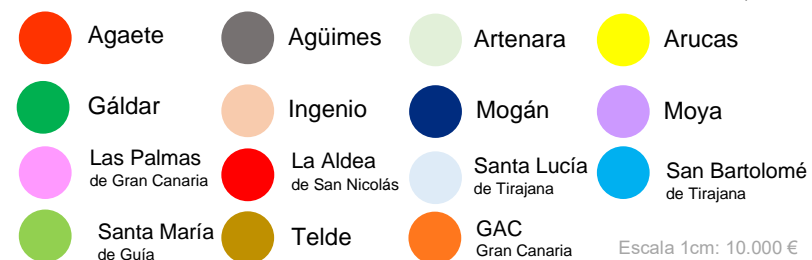 Agaete
Agüimes
Artenara
Arucas
Gáldar
Ingenio
Mogán
Moya
Las Palmas
de Gran Canaria
La Aldea
de San Nicolás
Santa Lucía
de Tirajana
San Bartolomé
de Tirajana
Santa María
de Guía
Telde
GAC
Gran Canaria
Escala 1cm: 10.000 €